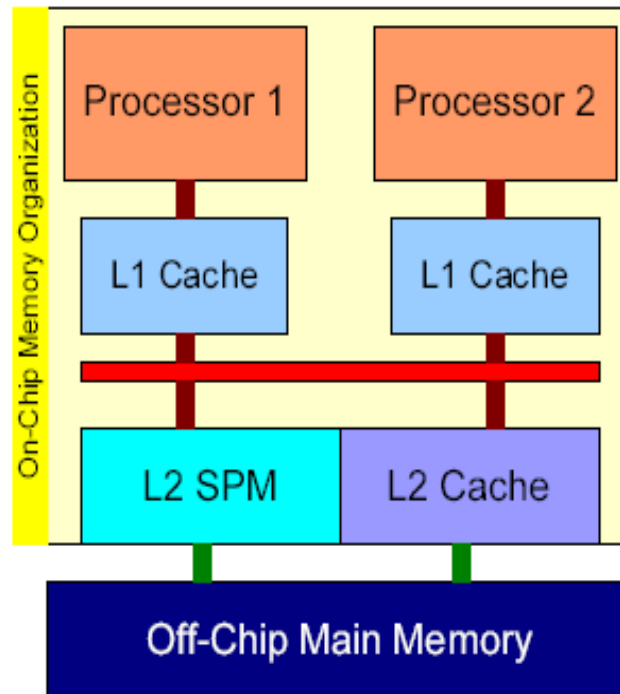 On-Chip Memory Organization
Processor 1
Processor 2
L1 Cache
L1 Cache
L2 SPM
L2 Cache
Off-Chip Main Memory